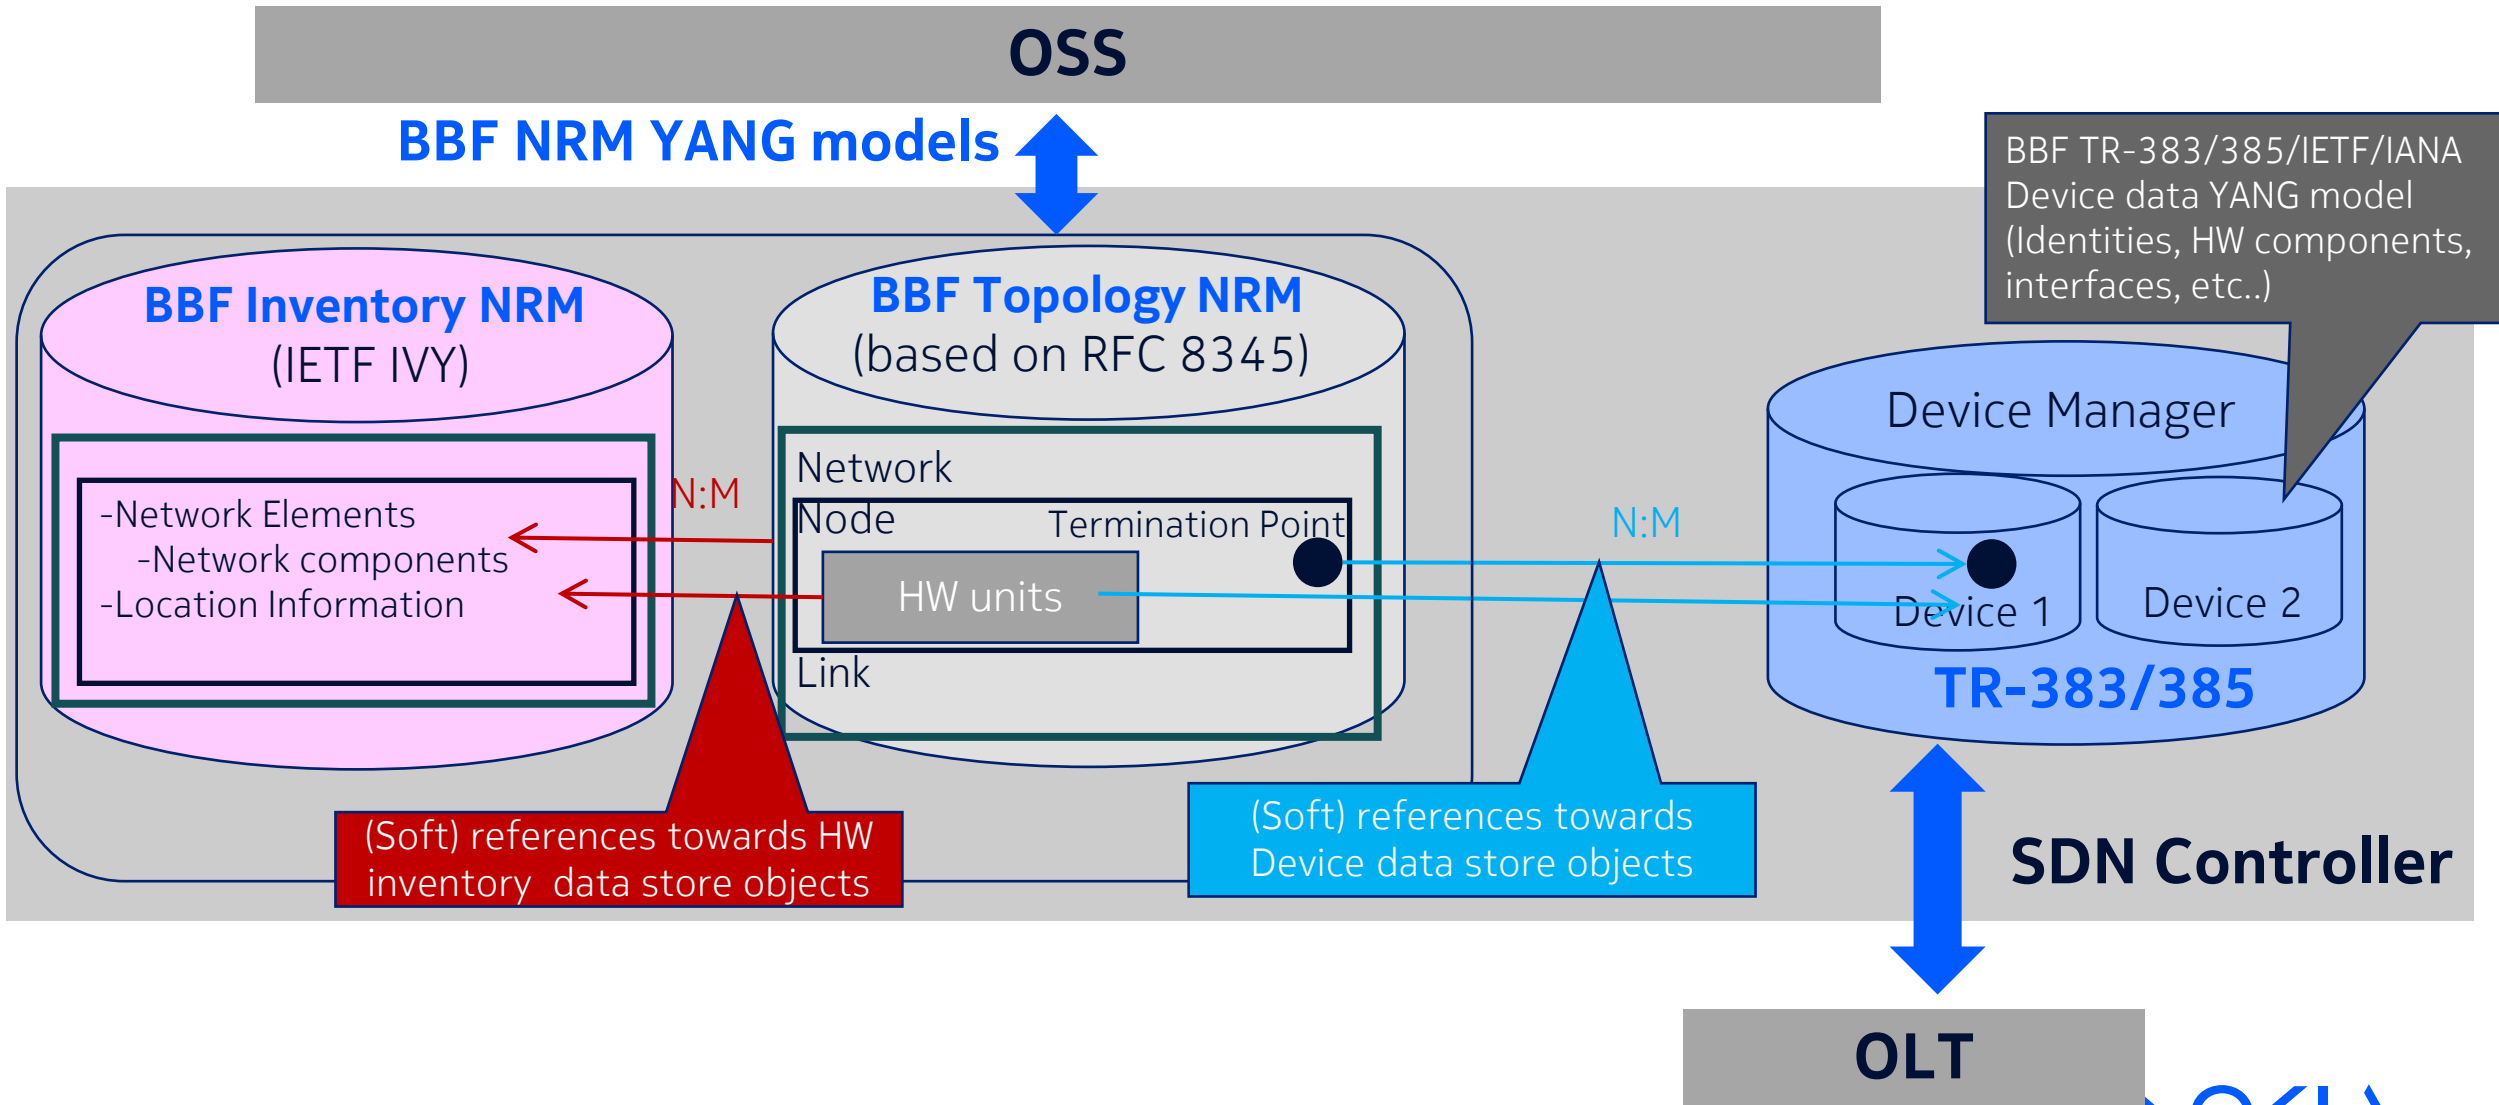 OSS
BBF NRM YANG models
BBF TR-383/385/IETF/IANA
Device data YANG model
(Identities, HW components,
interfaces, etc..)
BBF Inventory NRM
(IETF IVY)
-Network Elements
-Network components
-Location Information
N:M
BBF Topology NRM
(based on RFC 8345)
Network
Node
Termination Point
HW units
Link
N:M
Device Manager
Device 1
Device 2
TR-383/385
(Soft) references towards HW
inventory  data store objects
(Soft) references towards
Device data store objects
SDN Controller
OLT